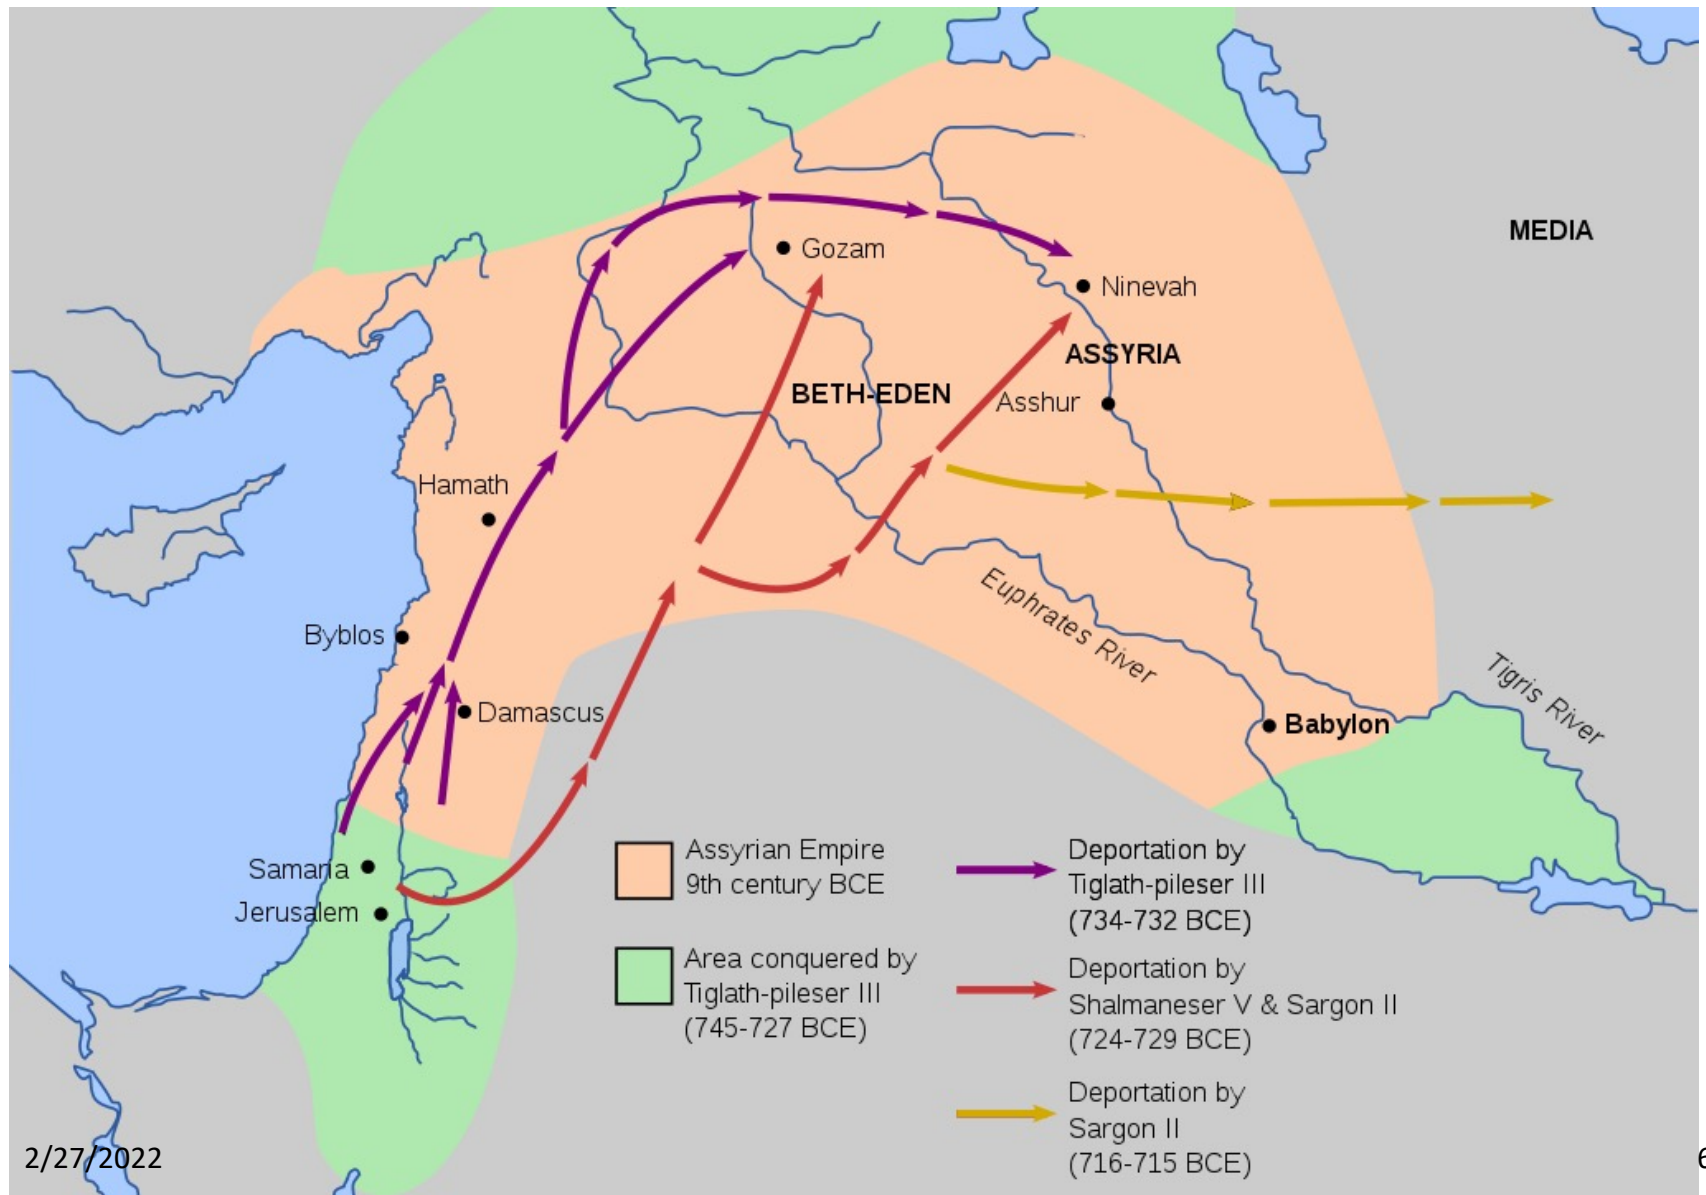 MEDIA
Gozam
Ninevah
ASSYRIA
BETH-EDEN
Asshur
Hamath
Euphrates River
Byblos
Tigris River
Damascus
Babylon
Samaria
Jerusalem
Assyrian Empire
9th century BCE
Area conquered by
Tiglath-pileser III
(745-727 BCE)
Deportation by
Tiglath-pileser III
(734-732 BCE)
Deportation by
Shalmaneser V & Sargon II
(724-729 BCE)
Deportation by
Sargon II
(716-715 BCE)
2/27/2022
6